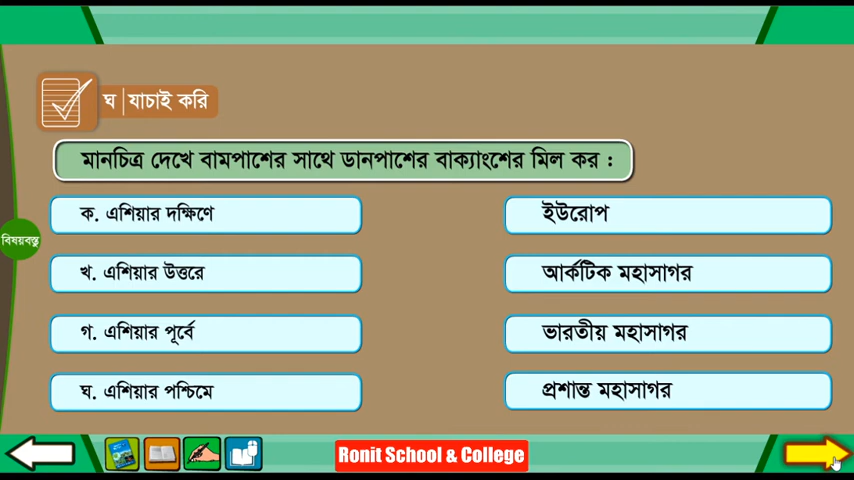 ঘ | যাচাই করি
মানচিত্র দেখে বামপাশের সাথে ডানপাশের বাক্যাংশের মিল কর :
ক. এশিয়ার দক্ষিণে
ইউরোপ
খ. এশিয়ার উত্তরে
আর্কটিক মহাসাগর
গ. এশিয়ার পূর্বে
ভারতীয় মহাসাগর
ঘ. এশিয়ার পশ্চিমে
প্রশান্ত মহাসাগর
বিষয়বস্তু
Ronit School & College